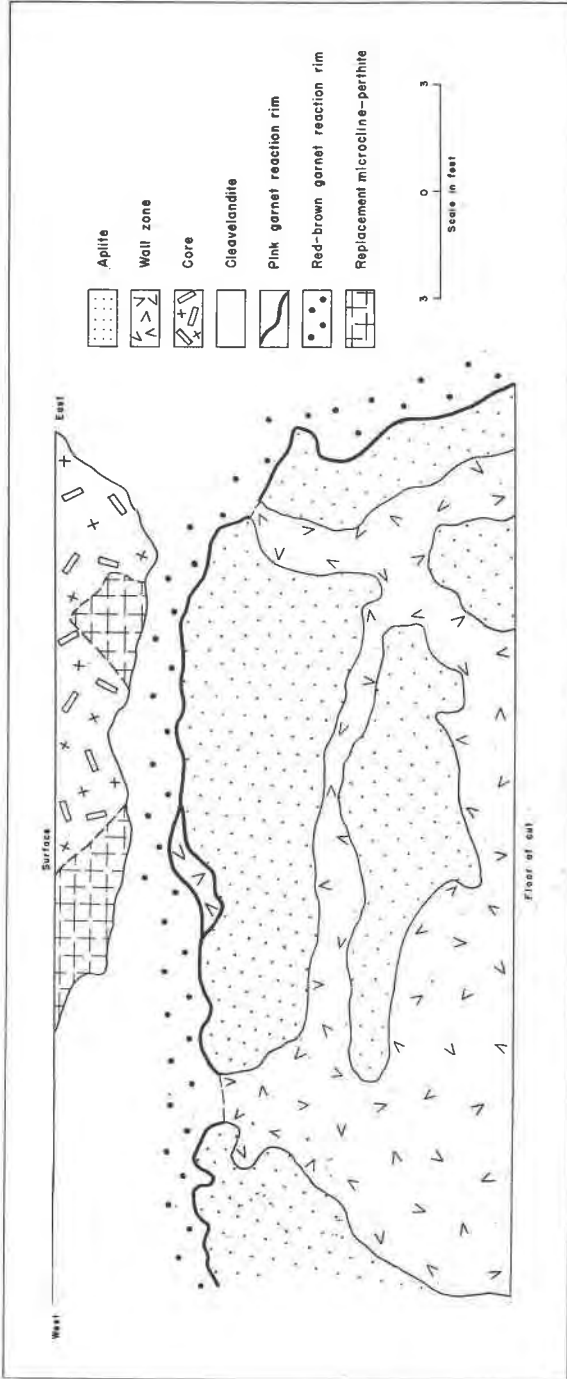 West
Surface
East
Floor of cut
Aplite
Wall zone
Core
Cleavelandite
Pink garnet reaction rim
Red-brown garnet reaction rim
Replacement microcline-perthite
3 0 3
Scale in feet